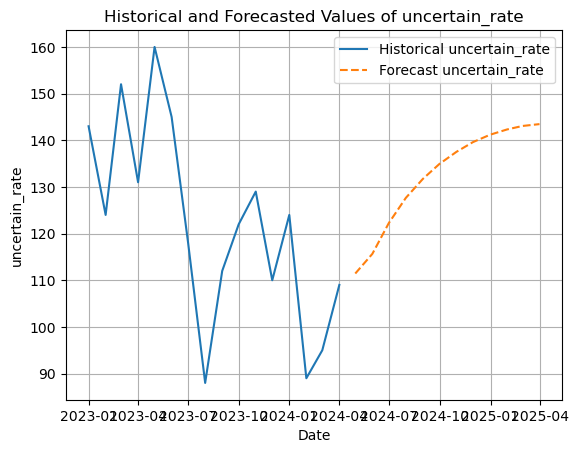 Historical and Forecasted Values of uncertain_rate
Historical uncertain_rate
Forecast uncertain_rate
uncertain_rate
160
150
140
130
120
110
100
90
2023-01 2023-04 2023-07 2023-10 2024-01 2024-04 2024-07 2024-10 2025-01 2025-04
Date